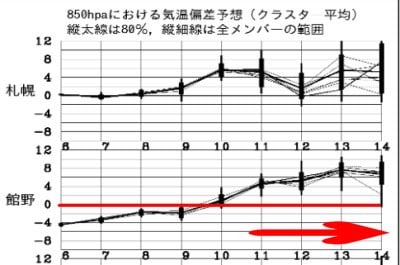 850hpaにおける気温偏差予想（クラスタ　平均）
縦太線は80%，縦細線は全メンバーの範囲
札幌
12
8
4
0
-4
-8
6 7 8 9 10 11 12 13 14
館野
12
8
4
0
-4
-8
-12
6 7 8 9 10 11 12 13 14